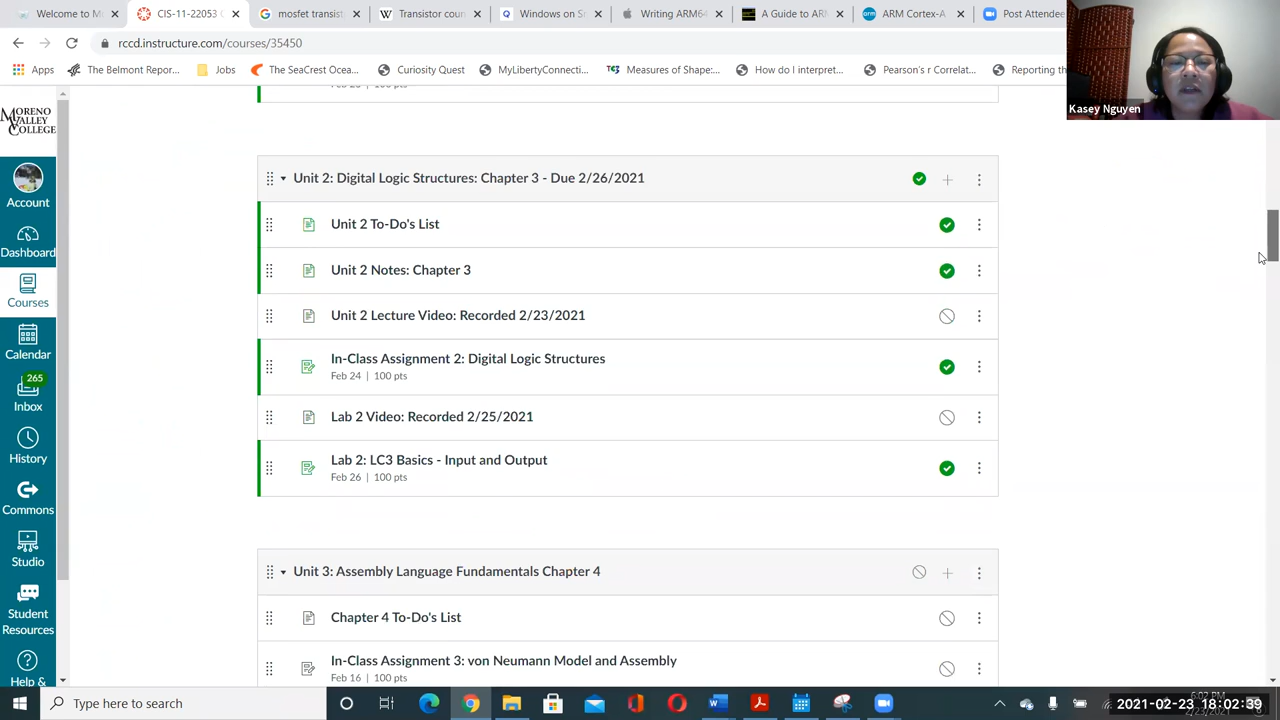 Welcome to M
CIS-11-22053 C
transfer transist
Transistor coun
Windows on S
Writing ARM64
A Guide to ARM
ARM Cortex-A
Post Attendee
rccd.instructure.com/courses/35450
Apps
The Belmont Repor...
Jobs
The SeaCrest Ocea...
Curiosity Quest
MyLibertyConnecti...
Measures of Shape:...
How do I interpret...
Pearson's r Correlat...
Reporting th
Kasey Nguyen
MORENO
VALLEY
COLLEGE
Account
Dashboard
Courses
Calendar
265
Inbox
History
Commons
Studio
Student
Resources
Help &
Unit 2: Digital Logic Structures: Chapter 3 - Due 2/26/2021
Unit 2 To-Do's List
Unit 2 Notes: Chapter 3
Unit 2 Lecture Video: Recorded 2/23/2021
In-Class Assignment 2: Digital Logic Structures
Feb 24 | 100 pts
Lab 2 Video: Recorded 2/25/2021
Lab 2: LC3 Basics - Input and Output
Feb 26 | 100 pts
Unit 3: Assembly Language Fundamentals Chapter 4
Chapter 4 To-Do's List
In-Class Assignment 3: von Neumann Model and Assembly
Feb 16 | 100 pts
Type here to search
6:02 PM
2021-02-23 18:02:39